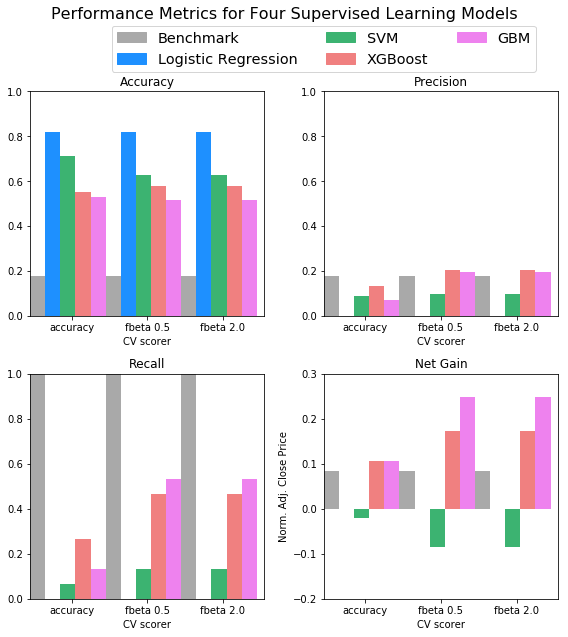 Performance Metrics for Four Supervised Learning Models
Benchmark SVM GBM
Logistic Regression XGBoost
Accuracy Precision
1.0 1.0
0.8 0.8
0.6 0.6
0.4 0.4
0.2 0.2
0.0 0.0
accuracy fbeta 0.5 fbeta 2.0 accuracy fbeta 0.5 fbeta 2.0
CV scorer CV scorer
Recall Net Gain
1.0 0.3
0.8 0.2
0.6 0.1
0.4 0.0
0.2 −0.1
0.0 −0.2
Norm. Adj. Close Price
accuracy fbeta 0.5 fbeta 2.0 accuracy fbeta 0.5 fbeta 2.0
CV scorer CV scorer